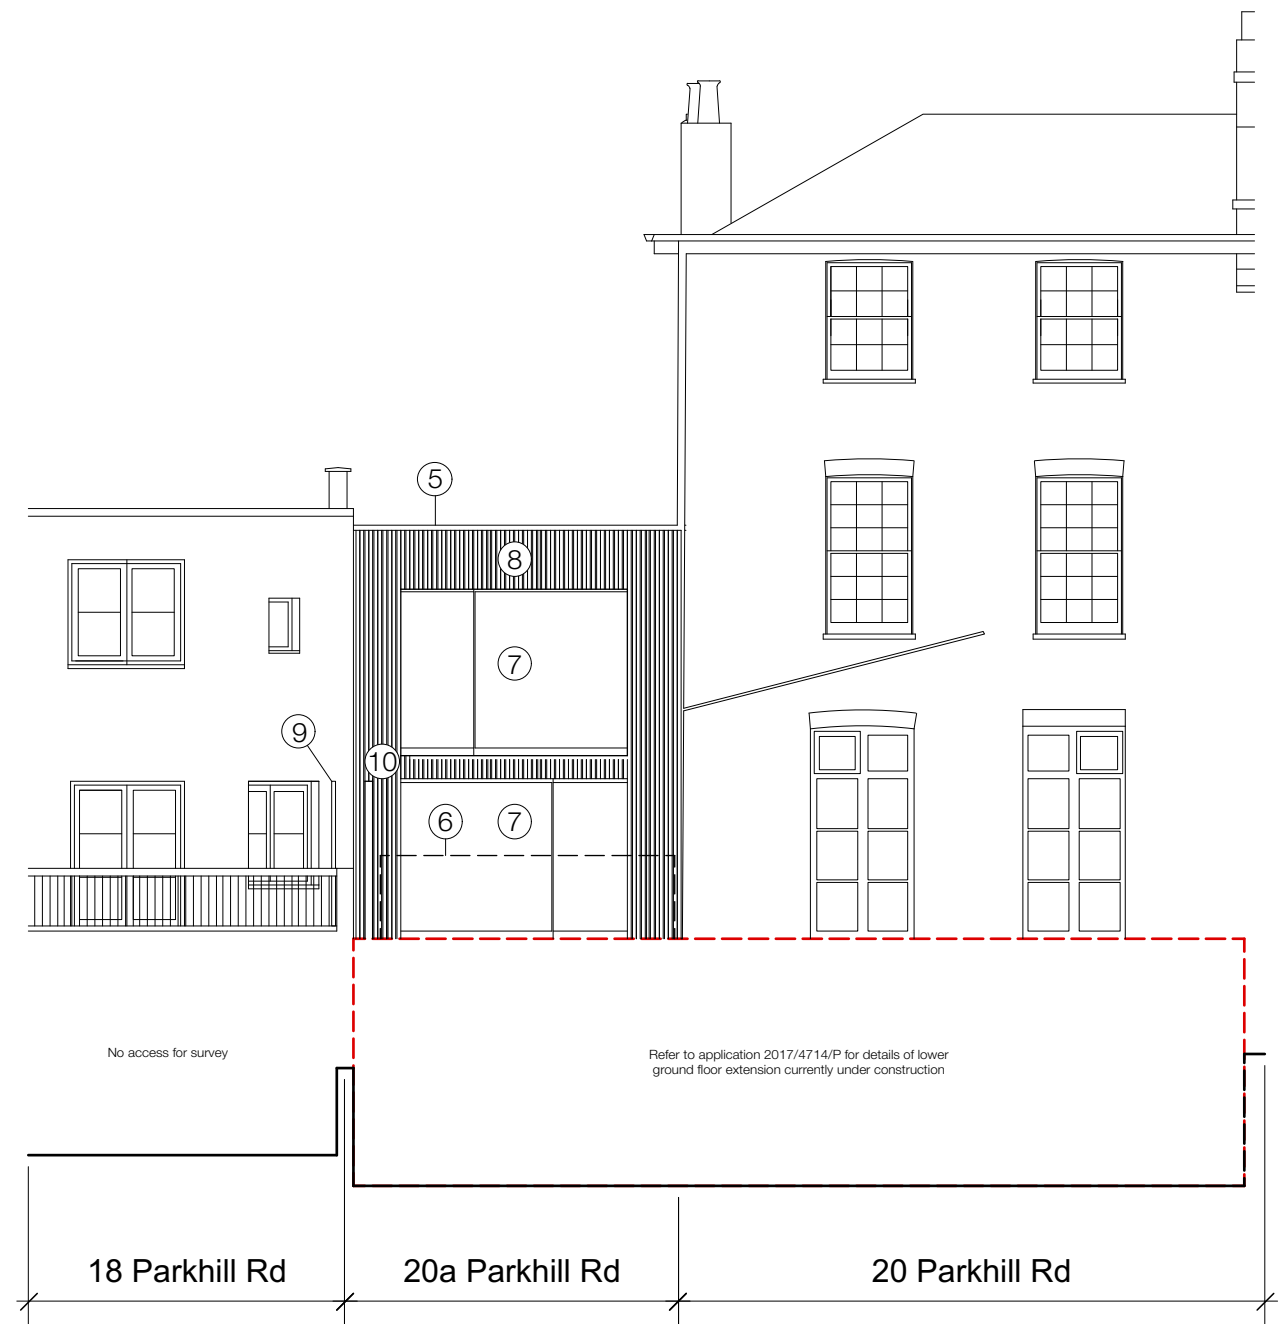 5
8
7
9
10
6
7
No access for survey
Refer to application 2017/4714/P for details of lower
ground floor extension currently under construction
18 Parkhill Rd
20a Parkhill Rd
20 Parkhill Rd